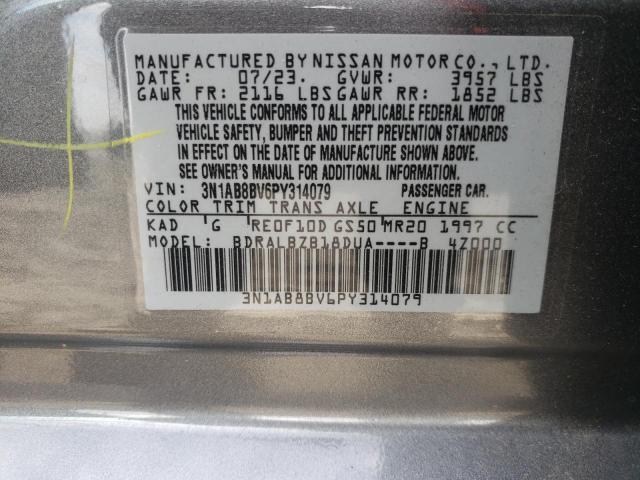 MANUFACTURED BY NISSAN MOTOR CO., LTD.
DATE: 07/23. GVWR: 3957 LBS
GAWR FR: 2116 LBS GAWR RR: 1852 LBS
THIS VEHICLE CONFORMS TO ALL APPLICABLE FEDERAL MOTOR
VEHICLE SAFETY, BUMPER AND THEFT PREVENTION STANDARDS
IN EFFECT ON THE DATE OF MANUFACTURE SHOWN ABOVE.
SEE OWNER'S MANUAL FOR ADDITIONAL INFORMATION
VIN: 3N1AB8BV6PY314079 PASSENGER CAR.
COLOR TRIM TRANS AXLE ENGINE
KAD G RE0F10D GS50 MR20 1997 CC
MODEL: BDRALBZB18DUA----B 4Z000
3N1AB8BV6PY314079